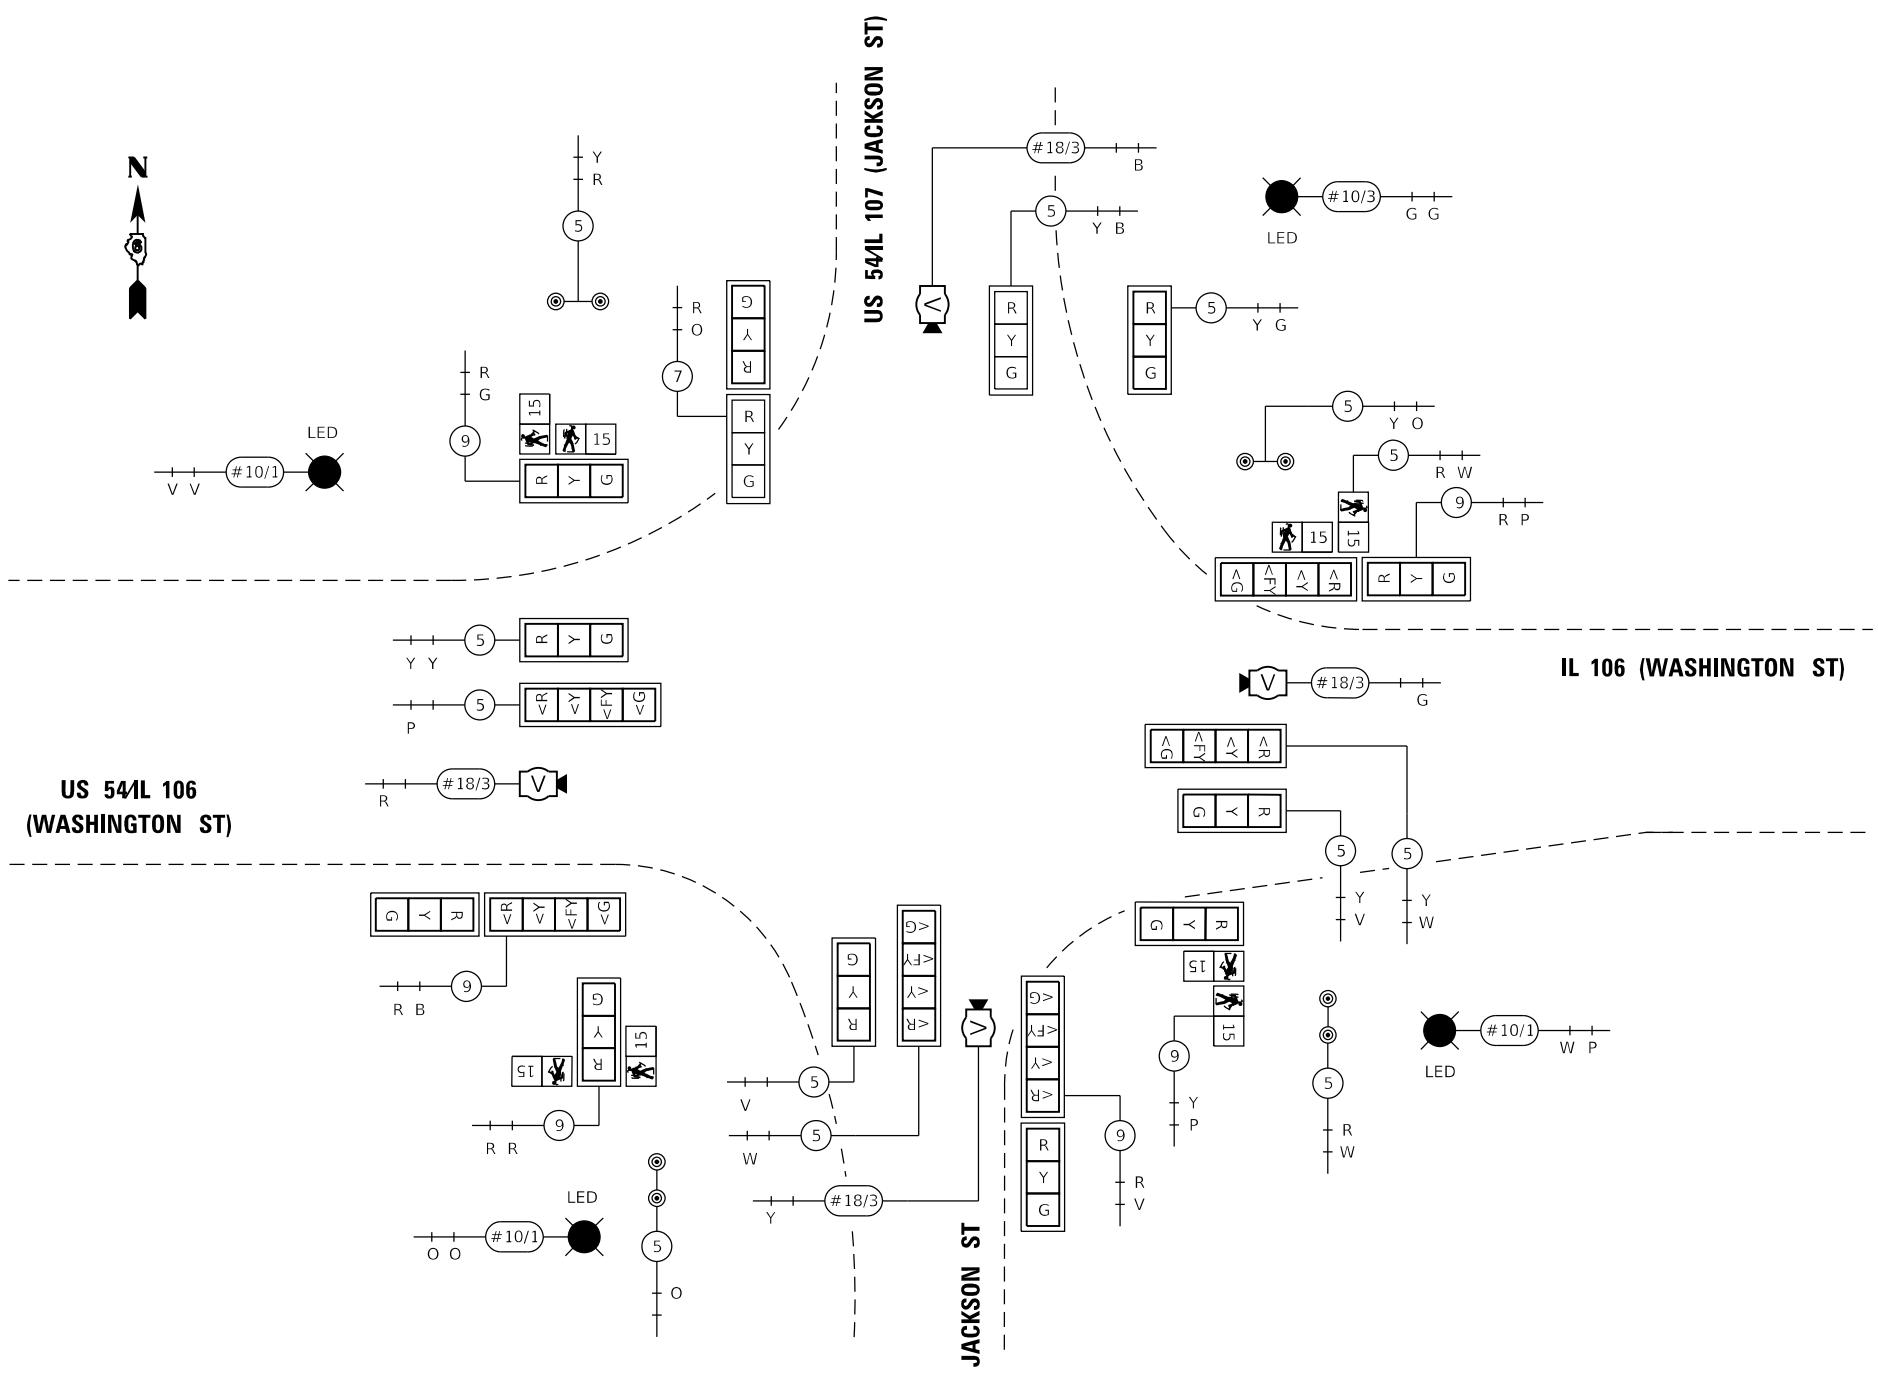 N
US 54/IL 107 (JACKSON ST)
#18/3
B
Y
R
5
5
Y B
#10/3
G G
LED
R
O
7
G
Y
R
V
R
Y
G
R
Y
G
5
Y G
R
G
9
15
15
R Y G
R
Y
G
LED
#10/1
V V
5
Y O
5
R W
9
R P
15
15
<G <FY <Y <R
R Y G
5
Y Y
R Y G
IL 106 (WASHINGTON ST)
V
#18/3
G
5
P
<R <Y <FY <G
<G <FY <Y <R
US 54/IL 106
(WASHINGTON ST)
#18/3
R
V
G Y R
5
Y
V
5
Y
W
G Y R
<R <Y <FY <G
9
R B
G
Y
R
15
15
9
R R
G
Y
R
5
V
<G
<FY
<Y
<R
5
W
V
#18/3
Y
<G
<FY
<Y
<R
R
Y
G
9
R
V
G Y R
15
15
9
Y
P
5
R
W
LED
#10/1
W P
LED
#10/1
O O
5
O
JACKSON ST